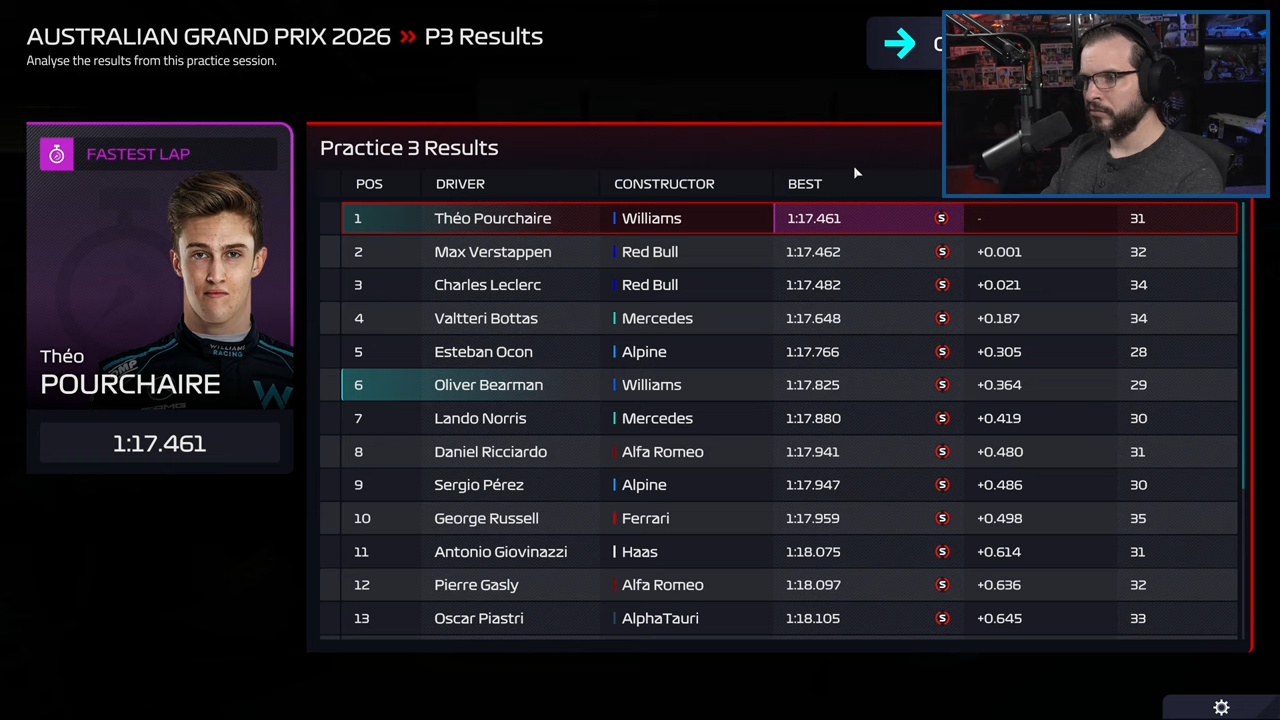 AUSTRALIAN GRAND PRIX 2026 » P3 Results
Analyse the results from this practice session.
FASTEST LAP
Théo
POURCHAIRE
1:17.461
WILLIAMS
RACING
Practice 3 Results
POS DRIVER CONSTRUCTOR BEST
1 Théo Pourchaire Williams 1:17.461 S - 31
2 Max Verstappen Red Bull 1:17.462 S +0.001 32
3 Charles Leclerc Red Bull 1:17.482 S +0.021 34
4 Valtteri Bottas Mercedes 1:17.648 S +0.187 34
5 Esteban Ocon Alpine 1:17.766 S +0.305 28
6 Oliver Bearman Williams 1:17.825 S +0.364 29
7 Lando Norris Mercedes 1:17.880 S +0.419 30
8 Daniel Ricciardo Alfa Romeo 1:17.941 S +0.480 31
9 Sergio Pérez Alpine 1:17.947 S +0.486 30
10 George Russell Ferrari 1:17.959 S +0.498 35
11 Antonio Giovinazzi Haas 1:18.075 S +0.614 31
12 Pierre Gasly Alfa Romeo 1:18.097 S +0.636 32
13 Oscar Piastri AlphaTauri 1:18.105 S +0.645 33